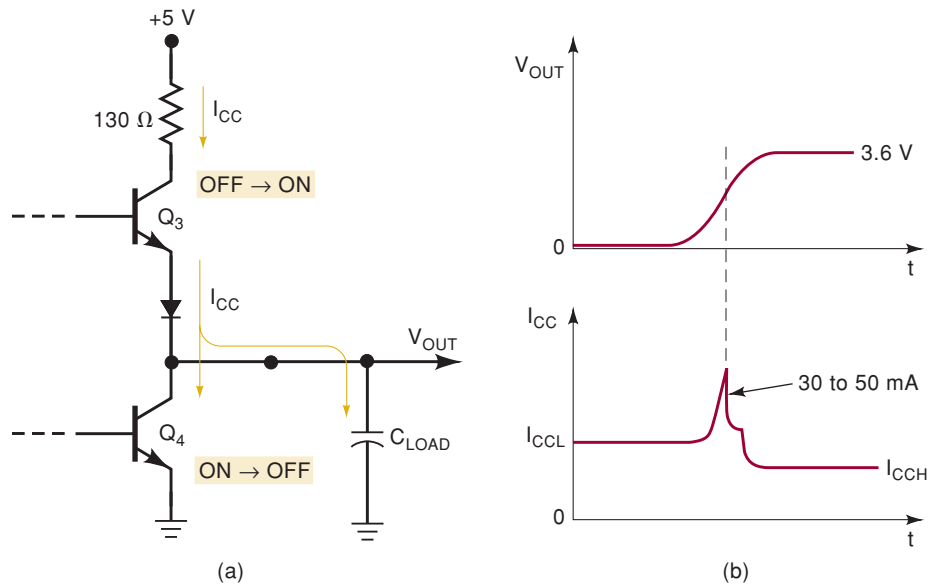 +5 V
130 Ω
I_CC
OFF → ON
Q_3
I_CC
V_OUT
Q_4
C_LOAD
ON → OFF
(a)
V_OUT
3.6 V
0
t
I_CC
30 to 50 mA
I_CCL
I_CCH
0
t
(b)